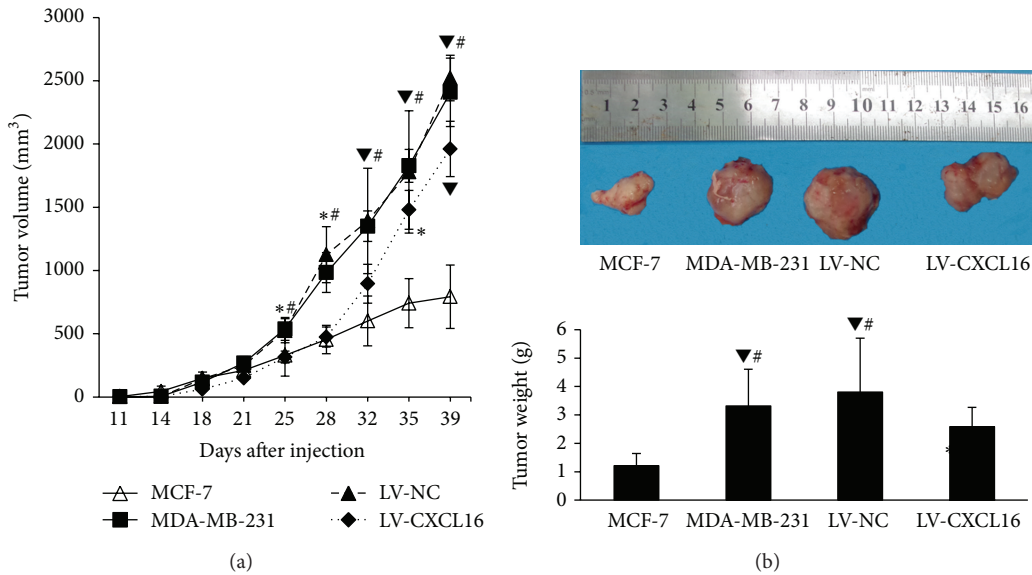 3000
2500
2000
1500
1000
500
0
Tumor volume (mm³)
▼#
▼#
▼#
*#
*#
*
▼
11 14 18 21 25 28 32 35 39
Days after injection
MCF-7
MDA-MB-231
LV-NC
LV-CXCL16
(a)
1 2 3 4 5 6 7 8 9 10 11 12 13 14 15 16
MCF-7 MDA-MB-231 LV-NC LV-CXCL16
6
5
4
3
2
1
0
Tumor weight (g)
▼#
▼#
*
MCF-7 MDA-MB-231 LV-NC LV-CXCL16
(b)